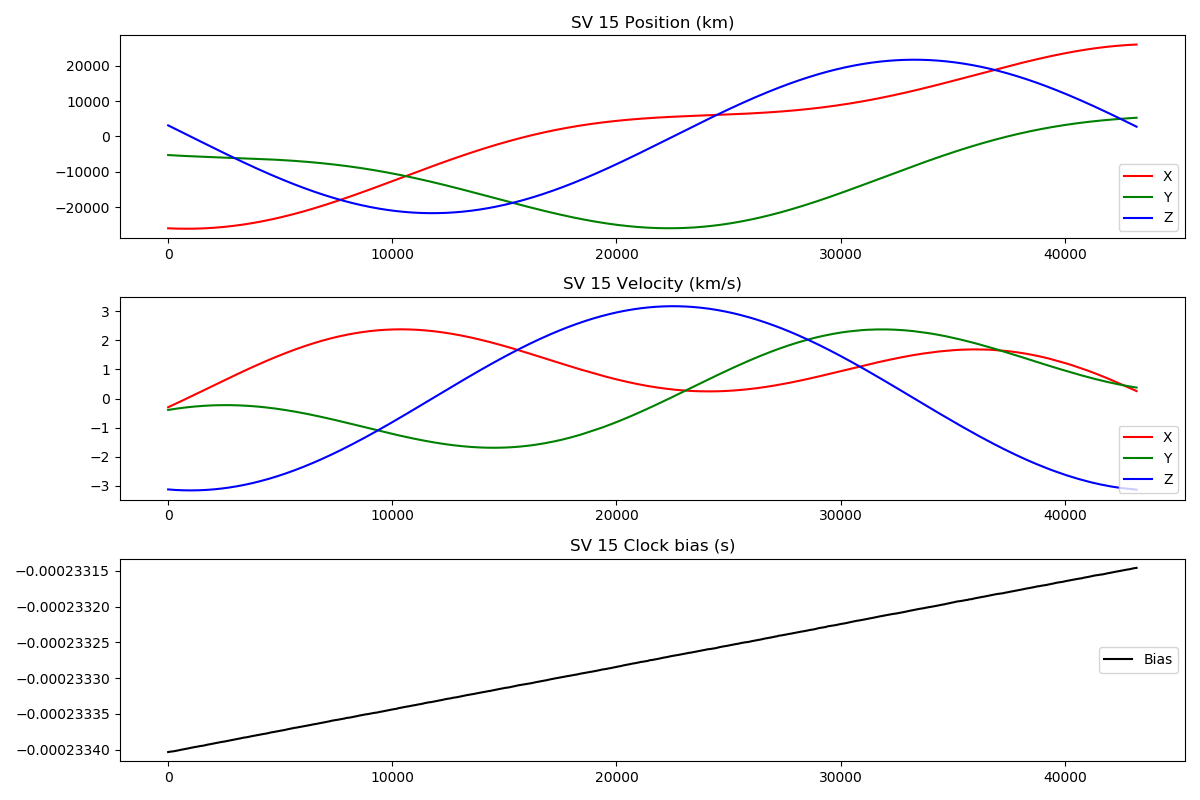 SV 15 Position (km)
20000
10000
0
−10000
−20000
X
Y
Z
0 10000 20000 30000 40000
SV 15 Velocity (km/s)
3
2
1
0
−1
−2
−3
X
Y
Z
0 10000 20000 30000 40000
SV 15 Clock bias (s)
−0.00023315
−0.00023320
−0.00023325
−0.00023330
−0.00023335
−0.00023340
Bias
0 10000 20000 30000 40000